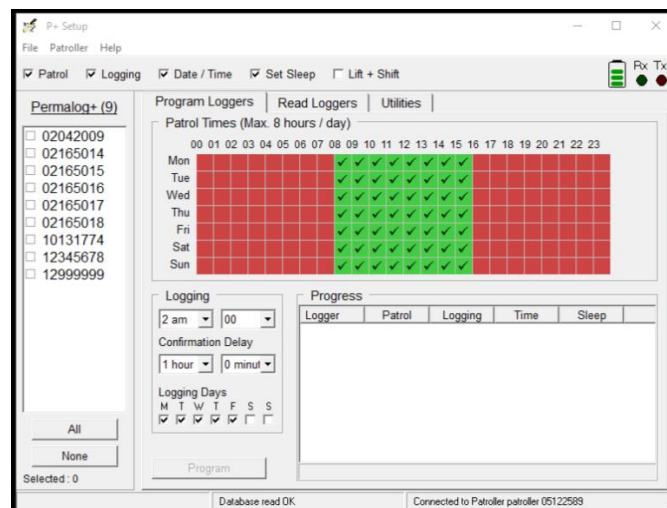 P+ Setup
File Patroller Help
Patrol Logging Date / Time Set Sleep Lift + Shift Rx Tx
Permalog+ (9)
02042009
02165014
02165015
02165016
02165017
02165018
10131774
12345678
12999999
All
None
Selected : 0
Program Loggers Read Loggers Utilities
Patrol Times (Max. 8 hours / day)
00 01 02 03 04 05 06 07 08 09 10 11 12 13 14 15 16 17 18 19 20 21 22 23
Mon
Tue
Wed
Thu
Fri
Sat
Sun
Logging
2 am 00
Confirmation Delay
1 hour 0 minut
Logging Days
M T W T F S S
Program
Progress
Logger Patrol Logging Time Sleep
Database read OK Connected to Patroller patroller 05122589